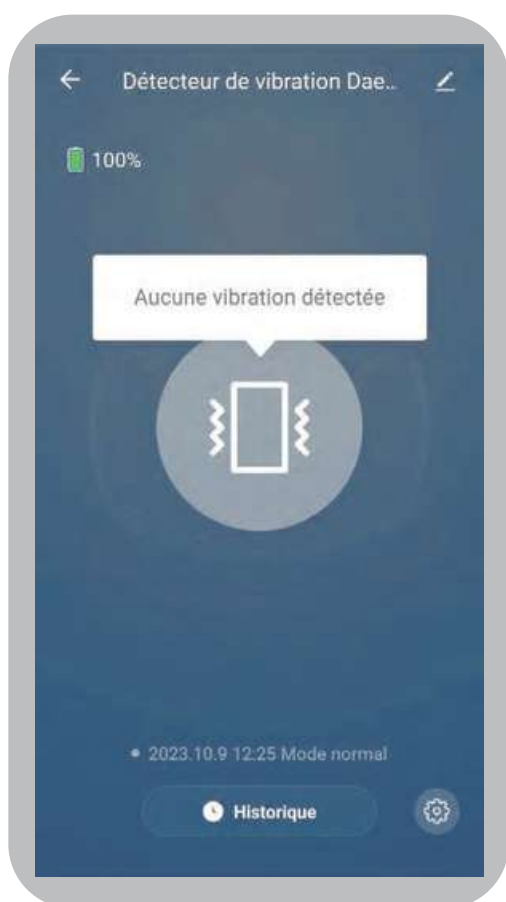 Détecteur de vibration Dae..
100%
Aucune vibration détectée
2023.10.9 12:25 Mode normal
Historique